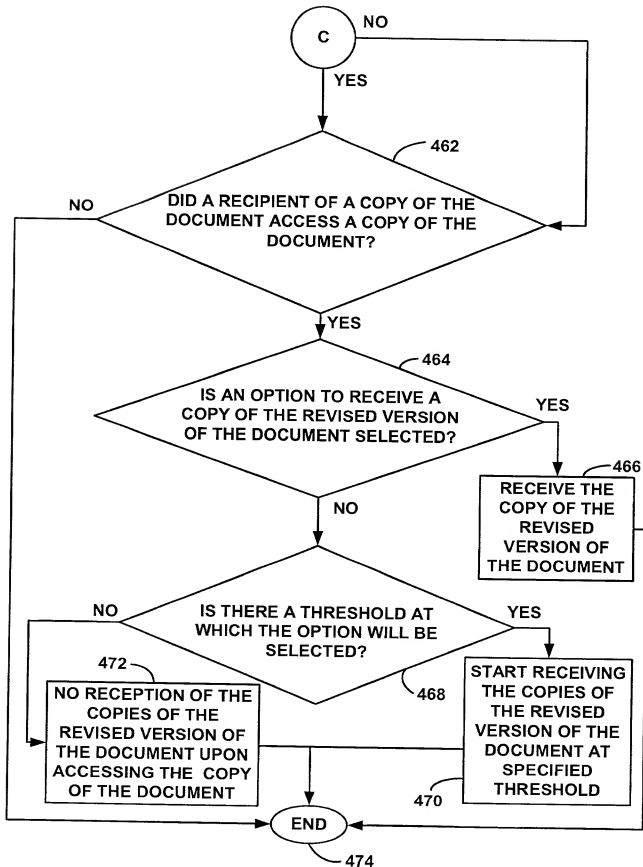 C
NO
YES
462
NO
DID A RECIPIENT OF A COPY OF THE
DOCUMENT ACCESS A COPY OF THE
DOCUMENT?
YES
464
IS AN OPTION TO RECEIVE A
COPY OF THE REVISED VERSION
OF THE DOCUMENT SELECTED?
YES
466
RECEIVE THE
COPY OF THE
REVISED
VERSION OF
THE DOCUMENT
NO
NO
IS THERE A THRESHOLD AT
WHICH THE OPTION WILL BE
SELECTED?
YES
468
472
NO RECEPTION OF THE
COPIES OF THE
REVISED VERSION OF
THE DOCUMENT UPON
ACCESSING THE COPY
OF THE DOCUMENT
START RECEIVING
THE COPIES OF
THE REVISED
VERSION OF THE
DOCUMENT AT
SPECIFIED
THRESHOLD
470
END
474